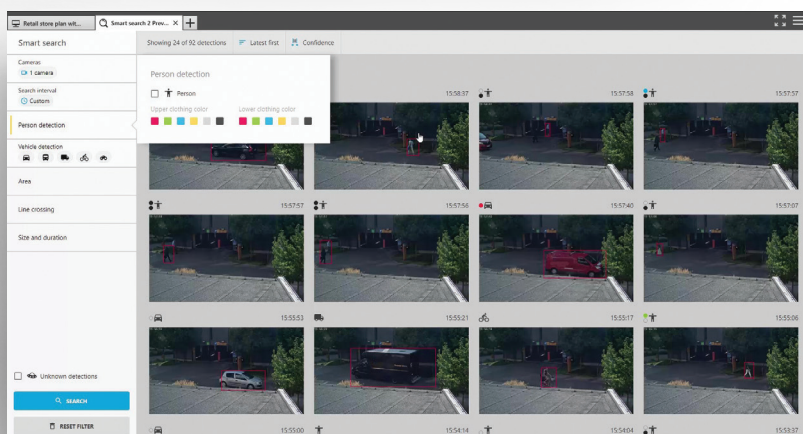 Retail store plan wit...
Smart search 2 Prev...
Smart search
Showing 24 of 92 detections
Latest first
Confidence
Cameras
1 camera
Search interval
Custom
Person detection
Vehicle detection
Area
Line crossing
Size and duration
Unknown detections
SEARCH
RESET FILTER
Person detection
Person
Upper clothing color
Lower clothing color
15:58:37
15:57:58
15:57:57
15:57:57
15:57:56
15:57:40
15:57:07
15:55:53
15:55:21
15:55:17
15:55:06
15:55:00
15:54:14
15:54:04
15:53:37